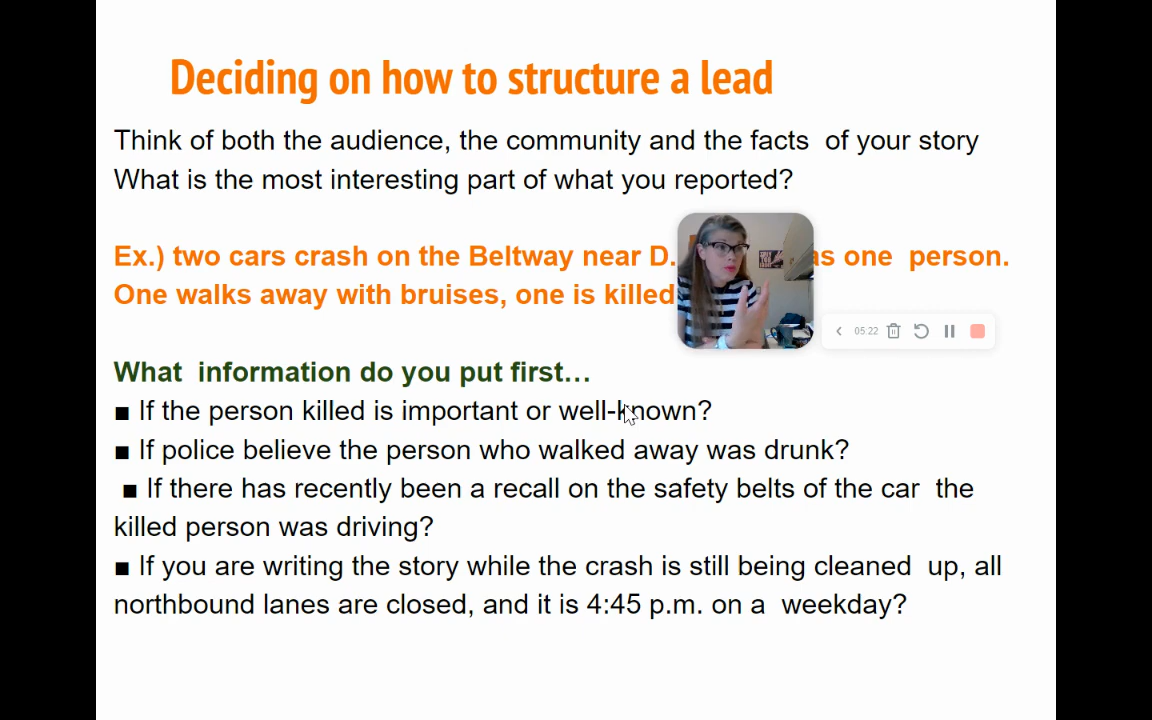 Deciding on how to structure a lead
Think of both the audience, the community and the facts of your story
What is the most interesting part of what you reported?
Ex.) two cars crash on the Beltway near D. as one person.
One walks away with bruises, one is killed
05:22
What information do you put first…
■ If the person killed is important or well-known?
■ If police believe the person who walked away was drunk?
■ If there has recently been a recall on the safety belts of the car the
killed person was driving?
■ If you are writing the story while the crash is still being cleaned up, all
northbound lanes are closed, and it is 4:45 p.m. on a weekday?